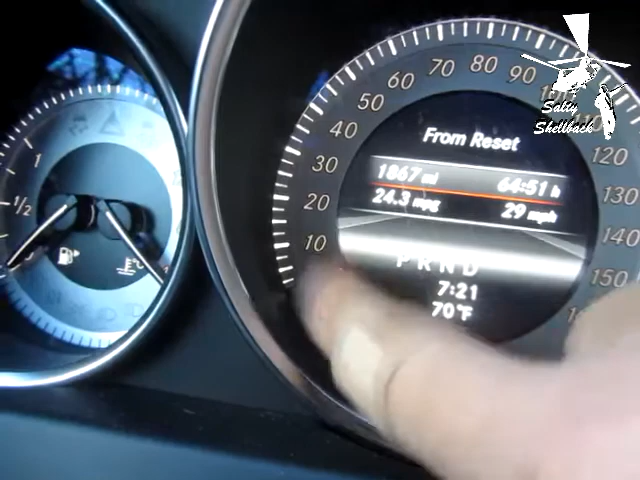 From Reset
1867 mi 64:51 h
24.3 mpg 29 mph
P R N D
7:21
70°F
10
20
30
40
50
60
70
80
90
120
130
140
150
1
1/2
°C
Salty
Shellback